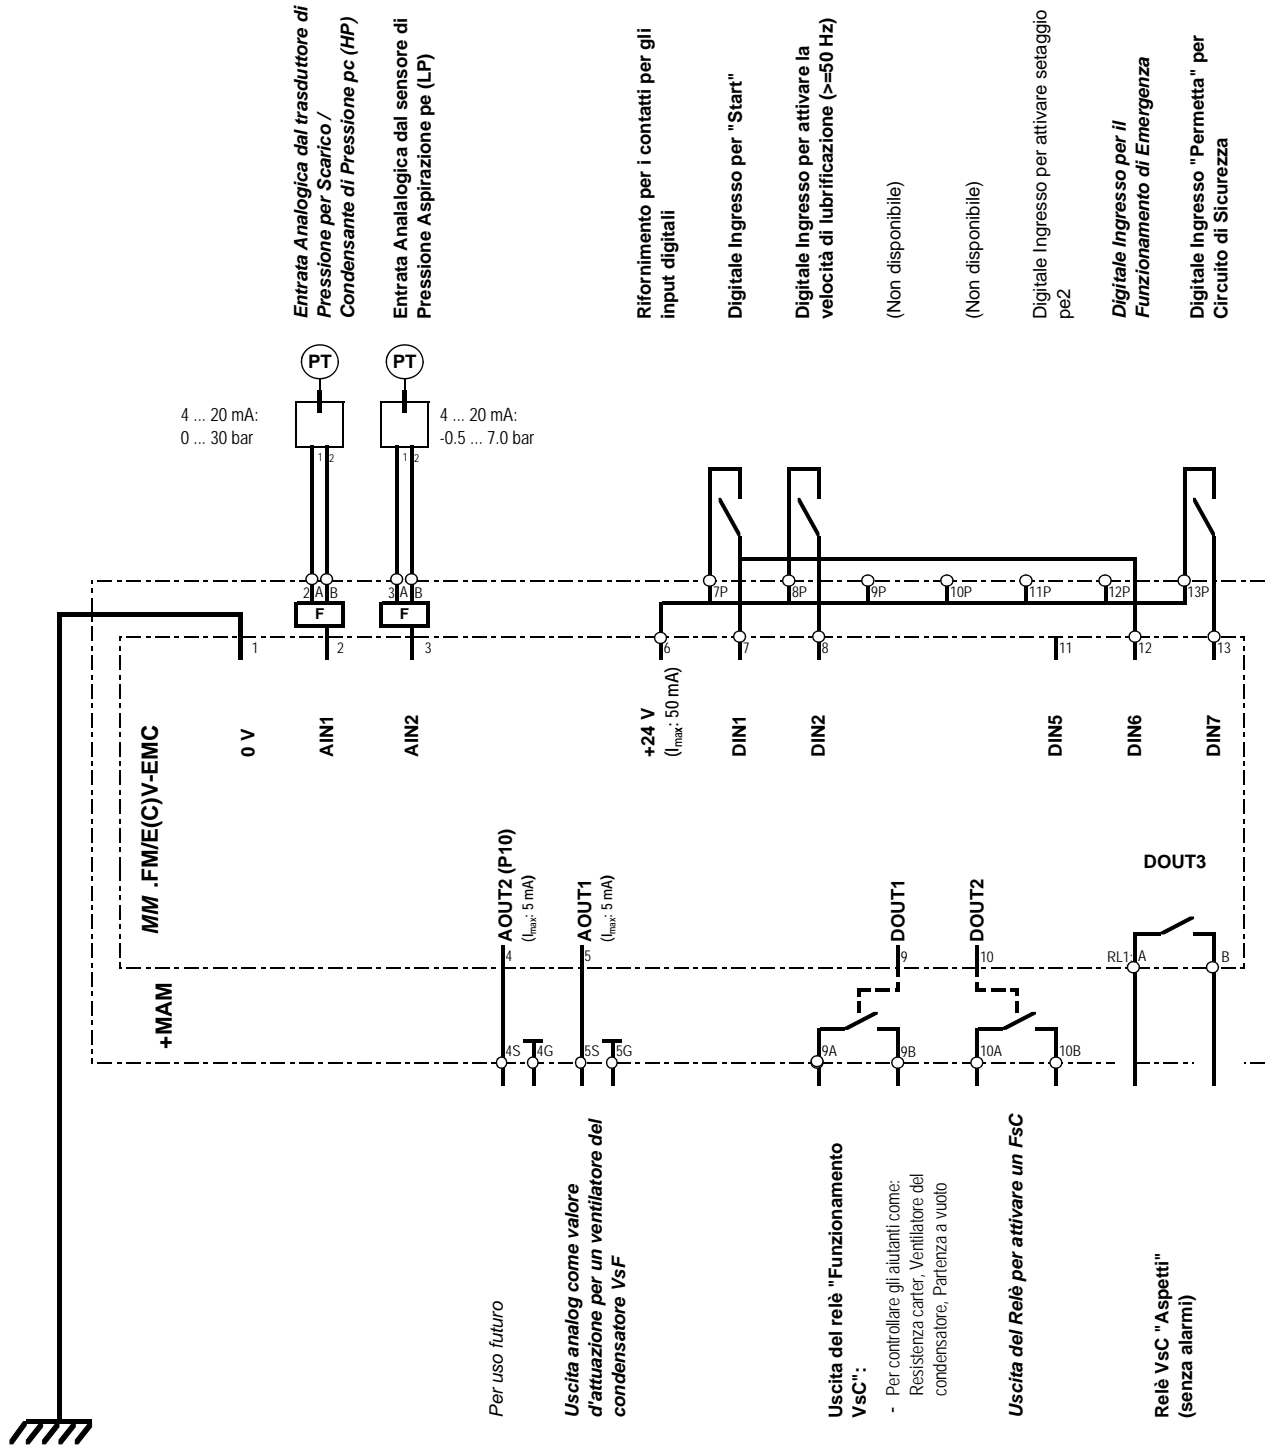 Entrata Analogica dal trasduttore di
Pressione per Scarico /
Condensante di Pressione pc (HP)
Entrata Analalogica dal sensore di
Pressione Aspirazione pe (LP)
Rifornimento per i contatti per gli
input digitali
Digitale Ingresso per "Start"
Digitale Ingresso per attivare la
velocità di lubrificazione (>=50 Hz)
(Non disponibile)
(Non disponibile)
Digitale Ingresso per attivare setaggio
pe2
Digitale Ingresso per il
Funzionamento di Emergenza
Digitale Ingresso "Permetta" per
Circuito di Sicurezza
PT
PT
4 ... 20 mA:
0 ... 30 bar
4 ... 20 mA:
-0.5 ... 7.0 bar
1 2
1 2
2 A B
3 A B
7P
8P
9P
10P
11P
12P
13P
F
F
1
2
3
6
7
8
11
12
13
0 V
AIN1
AIN2
+24 V
(Imax: 50 mA)
DIN1
DIN2
DIN5
DIN6
DIN7
MM .FM/E(C)V-EMC
AOUT2 (P10)
(Imax: 5 mA)
AOUT1
(Imax: 5 mA)
DOUT1
DOUT2
DOUT3
4
5
9
10
RL1: A
B
+MAM
4S
4G
5S
5G
9A
9B
10A
10B
Per uso futuro
Uscita analog come valore
d'attuazione per un ventilatore del
condensatore VsF
Uscita del relè "Funzionamento
VsC":
- Per controllare gli aiutanti come:
Resistenza carter, Ventilatore del
condensatore, Partenza a vuoto
Uscita del Relè per attivare un FsC
Relè VsC "Aspetti"
(senza alarmi)